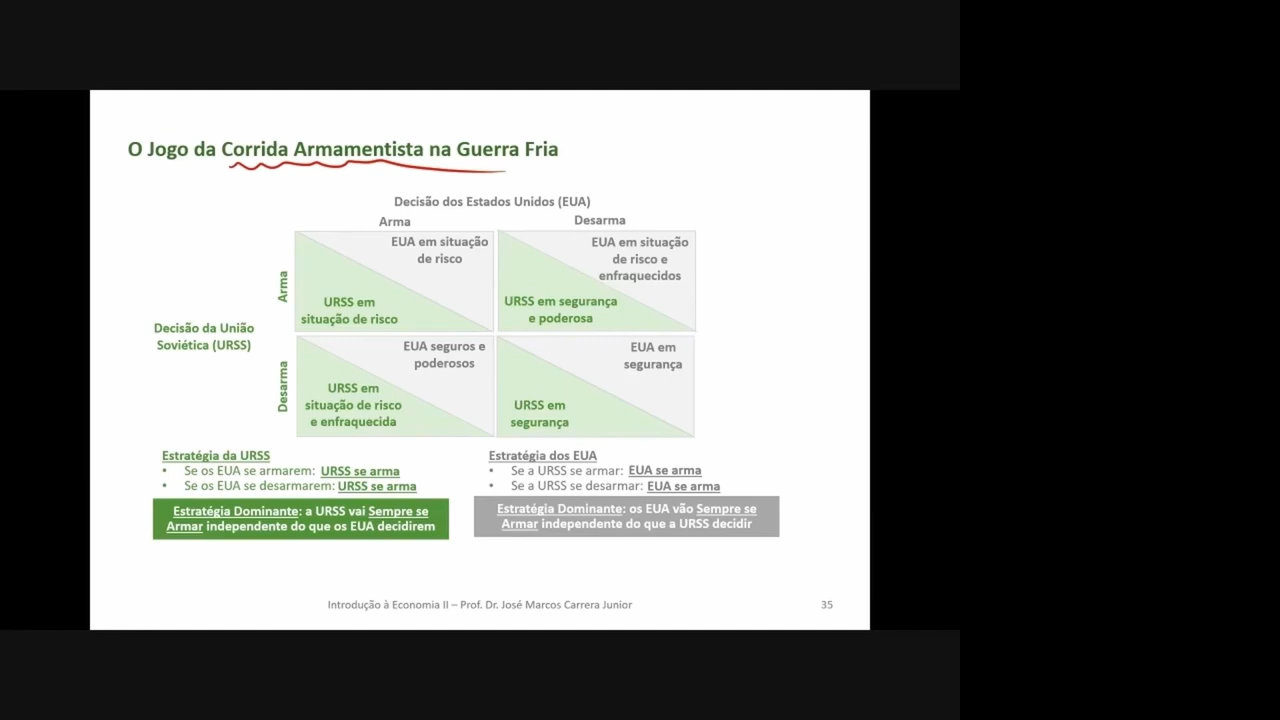 O Jogo da Corrida Armamentista na Guerra Fria
Decisão dos Estados Unidos (EUA)
Arma
Desarma
Decisão da União
Soviética (URSS)
Arma
EUA em situação
de risco
URSS em
situação de risco
EUA em situação
de risco e
enfraquecidos
URSS em segurança
e poderosa
Desarma
EUA seguros e
poderosos
URSS em
situação de risco
e enfraquecida
EUA em
segurança
URSS em
segurança
Estratégia da URSS
• Se os EUA se armarem: URSS se arma
• Se os EUA se desarmarem: URSS se arma
Estratégia Dominante: a URSS vai Sempre se
Armar independente do que os EUA decidirem
Estratégia dos EUA
• Se a URSS se armar: EUA se arma
• Se a URSS se desarmar: EUA se arma
Estratégia Dominante: os EUA vão Sempre se
Armar independente do que a URSS decidir
Introdução à Economia II – Prof. Dr. José Marcos Carrera Junior
35